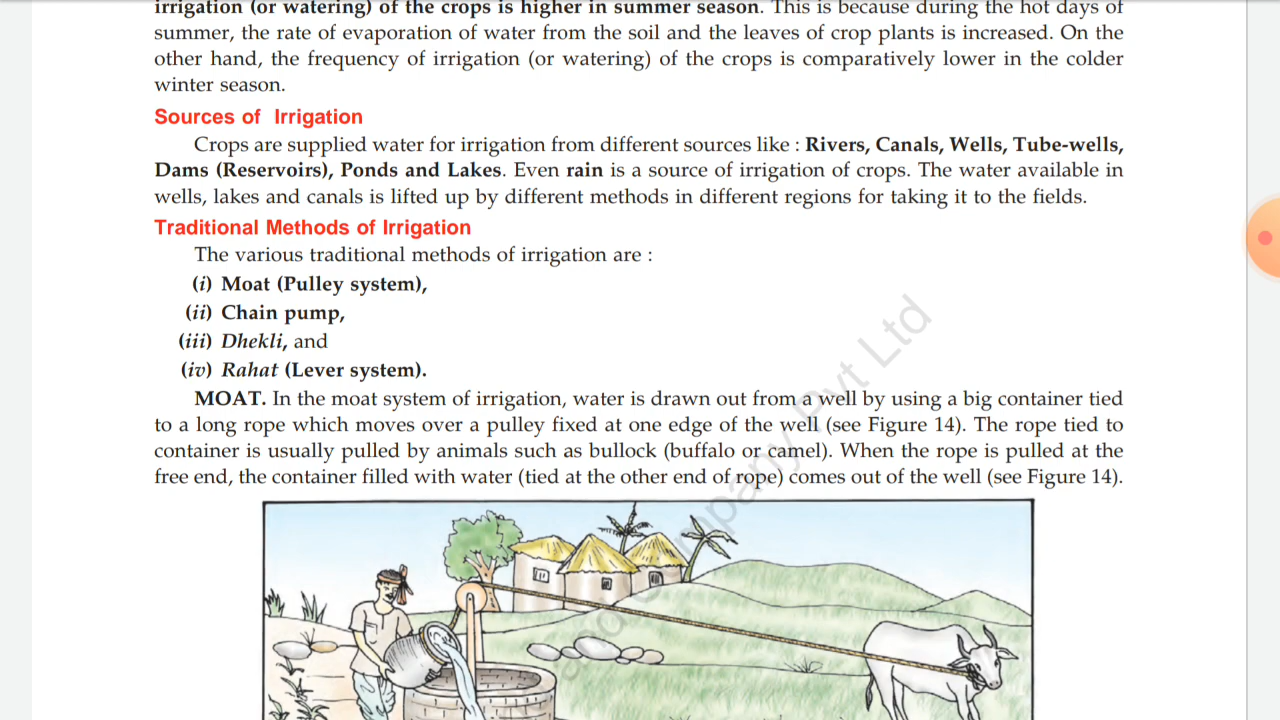 irrigation (or watering) of the crops is higher in summer season. This is because during the hot days of
summer, the rate of evaporation of water from the soil and the leaves of crop plants is increased. On the
other hand, the frequency of irrigation (or watering) of the crops is comparatively lower in the colder
winter season.
Sources of Irrigation
Crops are supplied water for irrigation from different sources like : Rivers, Canals, Wells, Tube-wells,
Dams (Reservoirs), Ponds and Lakes. Even rain is a source of irrigation of crops. The water available in
wells, lakes and canals is lifted up by different methods in different regions for taking it to the fields.
Traditional Methods of Irrigation
The various traditional methods of irrigation are :
(i) Moat (Pulley system),
(ii) Chain pump,
(iii) Dhekli, and
(iv) Rahat (Lever system).
MOAT. In the moat system of irrigation, water is drawn out from a well by using a big container tied
to a long rope which moves over a pulley fixed at one edge of the well (see Figure 14). The rope tied to
container is usually pulled by animals such as bullock (buffalo or camel). When the rope is pulled at the
free end, the container filled with water (tied at the other end of rope) comes out of the well (see Figure 14).
Pvt Ltd